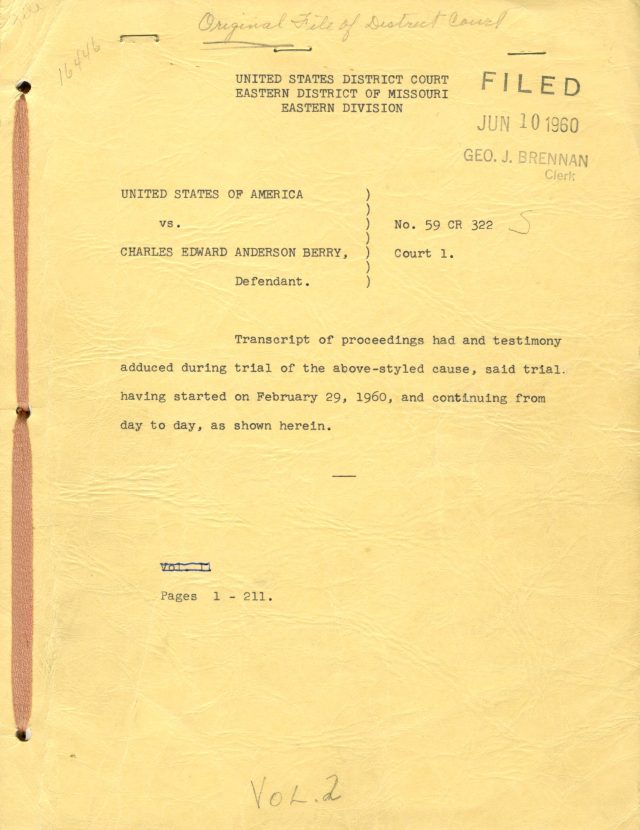 Original File of District Court
16446
UNITED STATES DISTRICT COURT
EASTERN DISTRICT OF MISSOURI
EASTERN DIVISION
FILED
JUN 10 1960
GEO. J. BRENNAN
Clerk
UNITED STATES OF AMERICA )
)
vs. ) No. 59 CR 322 S
)
CHARLES EDWARD ANDERSON BERRY, ) Court 1.
)
Defendant. )
Transcript of proceedings had and testimony
adduced during trial of the above-styled cause, said trial.
having started on February 29, 1960, and continuing from
day to day, as shown herein.
Pages 1 - 211.
VOL. 2